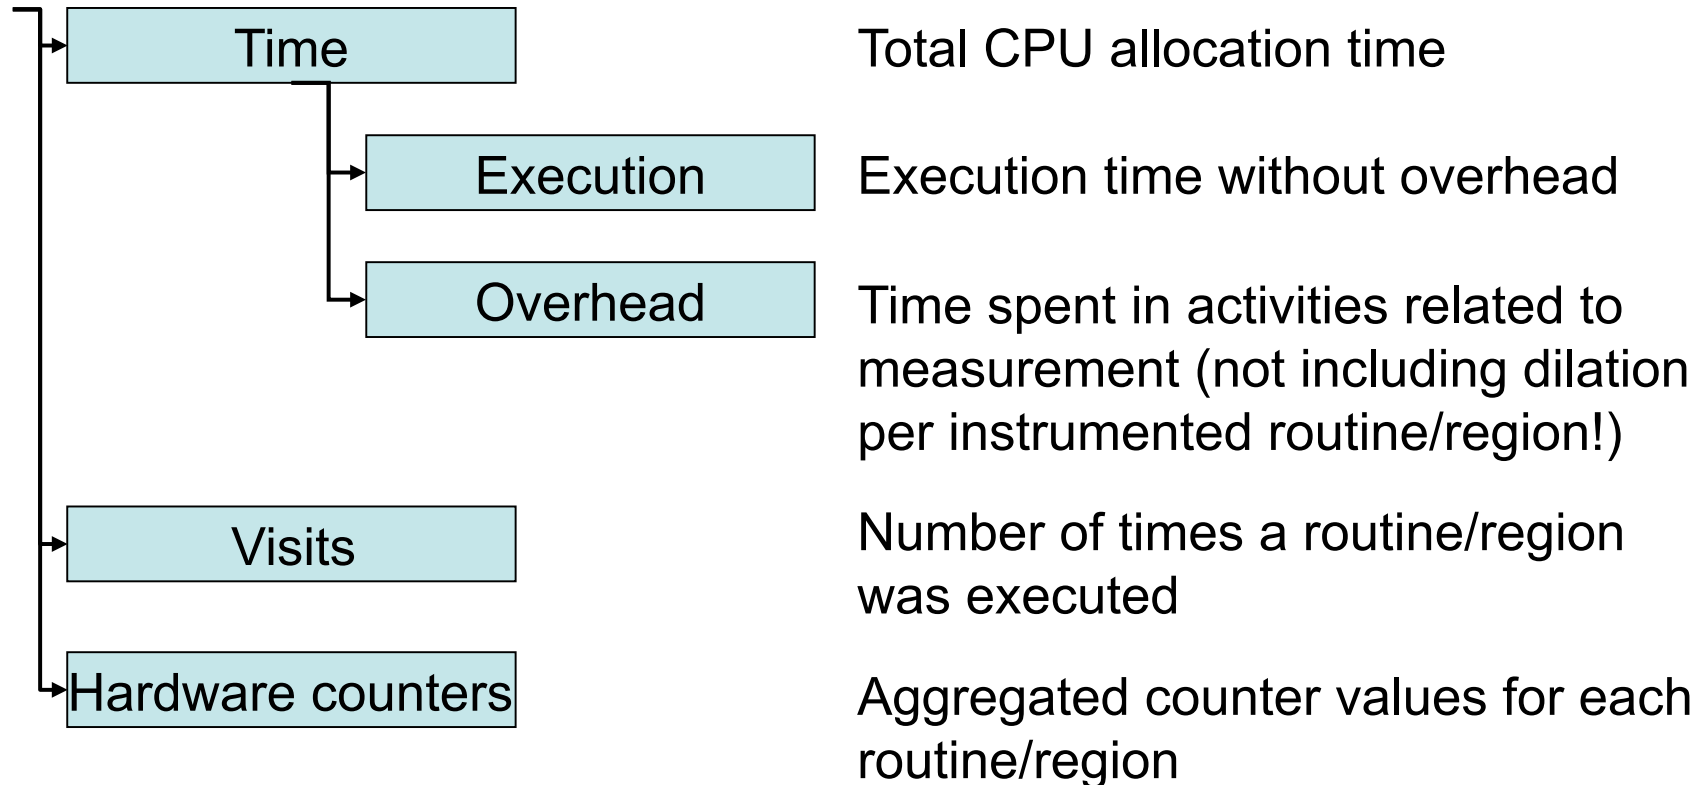 Time
Total CPU allocation time
Execution
Execution time without overhead
Overhead
Time spent in activities related to
measurement (not including dilation
per instrumented routine/region!)
Visits
Number of times a routine/region
was executed
Hardware counters
Aggregated counter values for each
routine/region